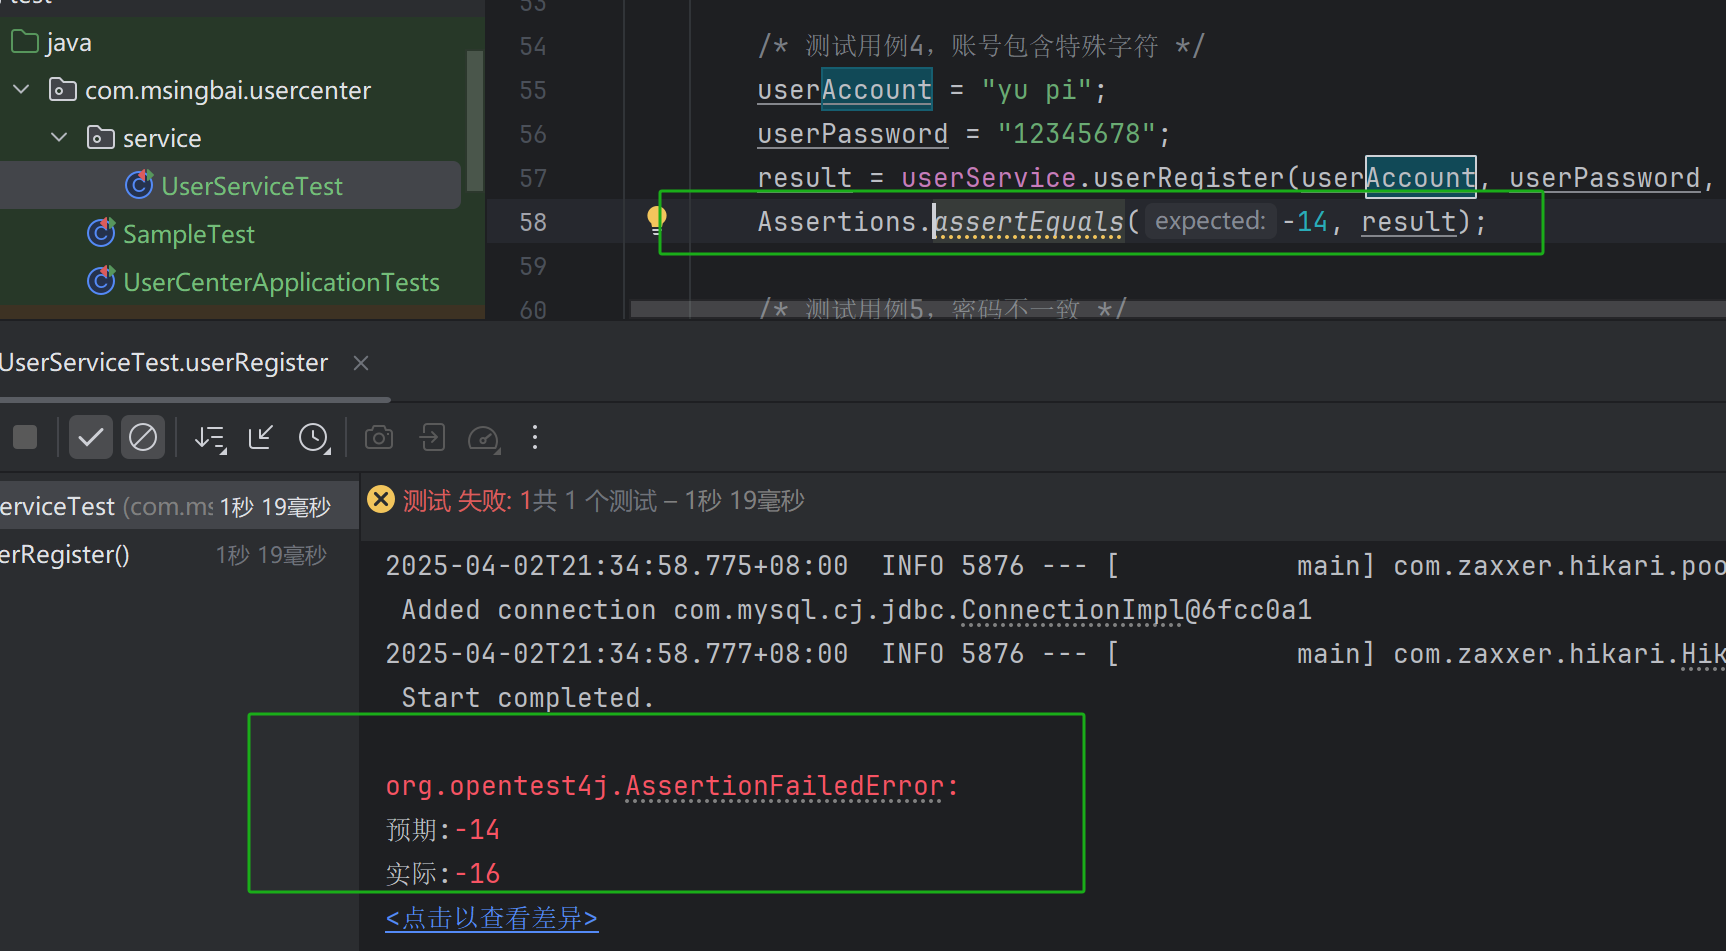 java
com.msingbai.usercenter
service
UserServiceTest
SampleTest
UserCenterApplicationTests
53
54 /* 测试用例4，账号包含特殊字符 */
55 userAccount = "yu pi";
56 userPassword = "12345678";
57 result = userService.userRegister(userAccount, userPassword,
58 Assertions.assertEquals( expected: -14, result);
59
60 /* 测试用例5，密码不一致 */
UserServiceTest.userRegister
erviceTest (com.ms 1秒 19毫秒
erRegister() 1秒 19毫秒
测试 失败: 1共 1 个测试 – 1秒 19毫秒
2025-04-02T21:34:58.775+08:00  INFO 5876 --- [           main] com.zaxxer.hikari.poo
Added connection com.mysql.cj.jdbc.ConnectionImpl@6fcc0a1
2025-04-02T21:34:58.777+08:00  INFO 5876 --- [           main] com.zaxxer.hikari.Hik
Start completed.
org.opentest4j.AssertionFailedError:
预期:-14
实际:-16
<点击以查看差异>